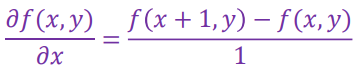 ∂f(x, y)/∂x = (f(x + 1, y) − f(x, y))/1